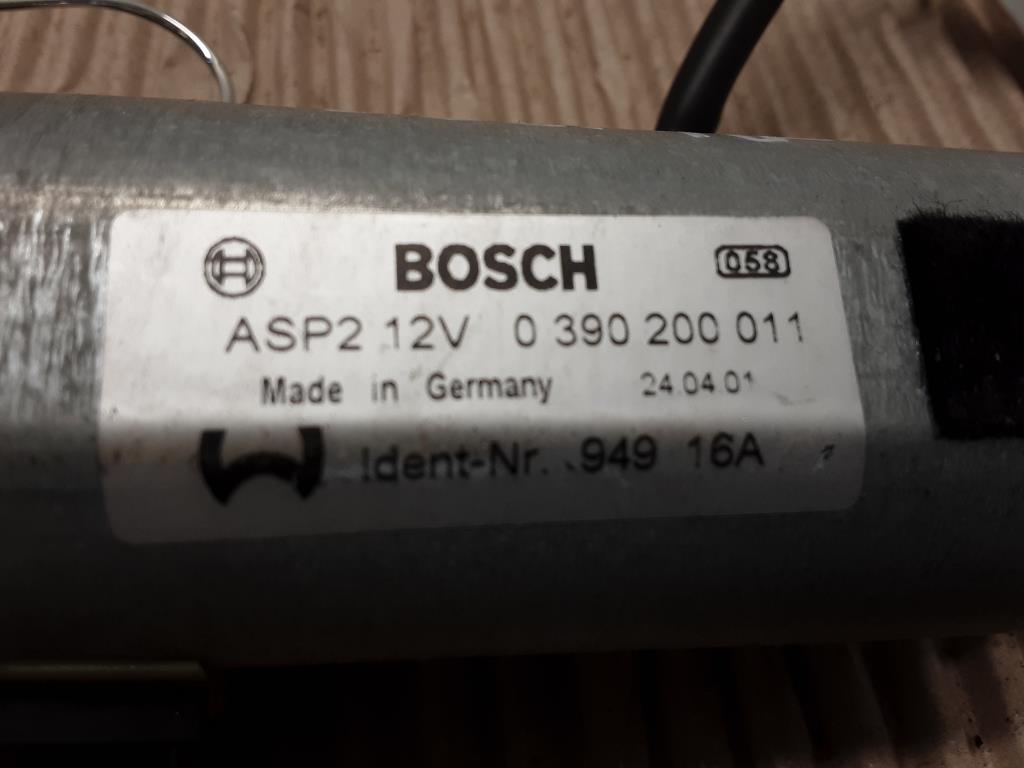 BOSCH 058
ASP2 12V 0 390 200 011
Made in Germany 24.04.01
Ident-Nr. 949 16A